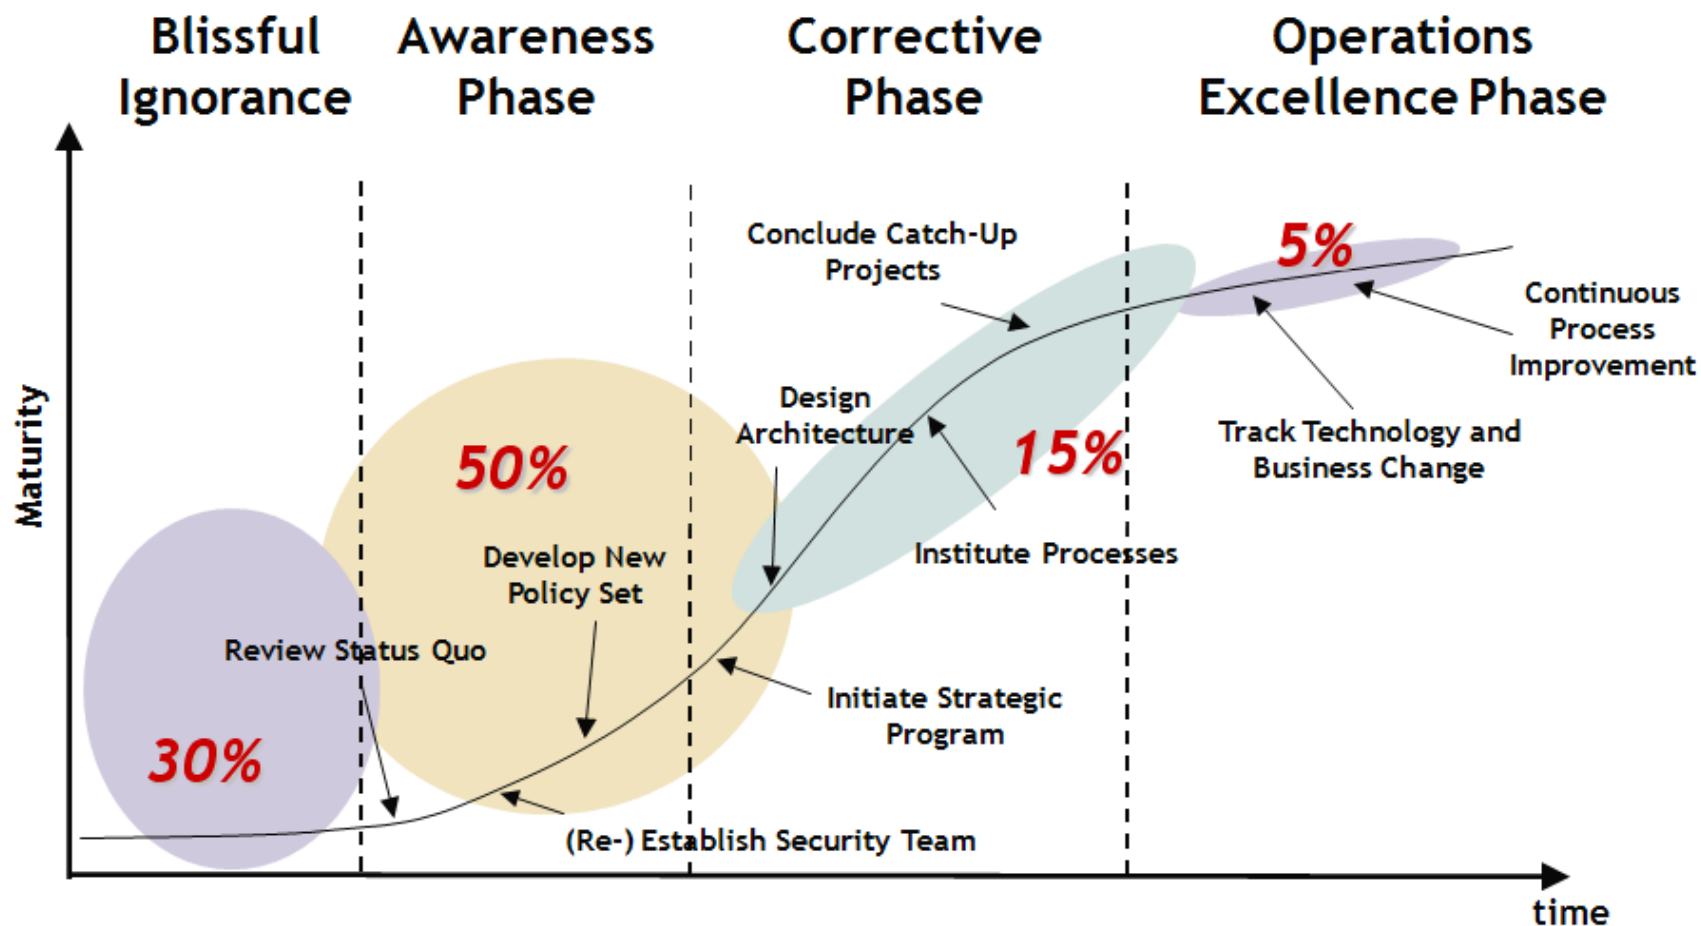 Blissful
Ignorance
Awareness
Phase
Corrective
Phase
Operations
Excellence Phase
Maturity
Conclude Catch-Up
Projects
5%
Continuous
Process
Improvement
Design
Architecture
50%
15%
Track Technology and
Business Change
Develop New
Policy Set
Institute Processes
Review Status Quo
Initiate Strategic
Program
30%
(Re-) Establish Security Team
time